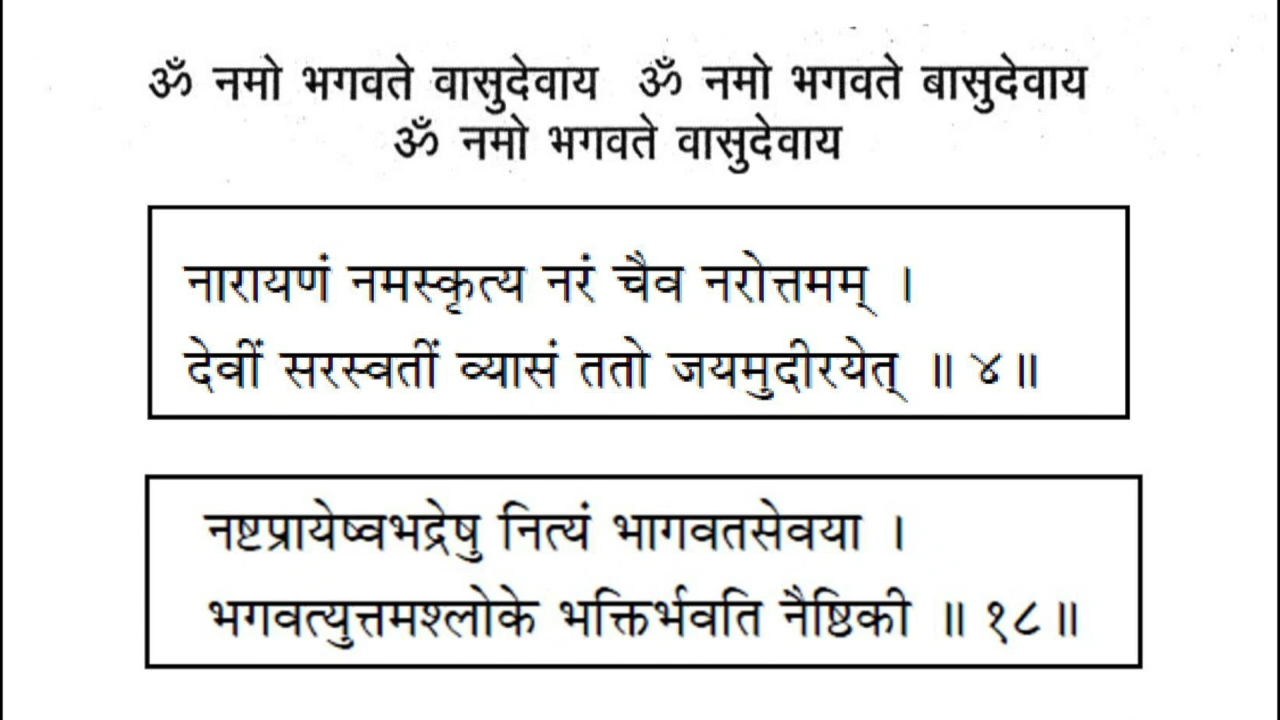 ॐ नमो भगवते वासुदेवाय ॐ नमो भगवते बासुदेवाय
ॐ नमो भगवते वासुदेवाय
नारायणं नमस्कृत्य नरं चैव नरोत्तमम् ।
देवीं सरस्वतीं व्यासं ततो जयमुदीरयेत् ॥ ४॥
नष्टप्रायेष्वभद्रेषु नित्यं भागवतसेवया ।
भगवत्युत्तमश्लोके भक्तिर्भवति नैष्ठिकी ॥ १८॥